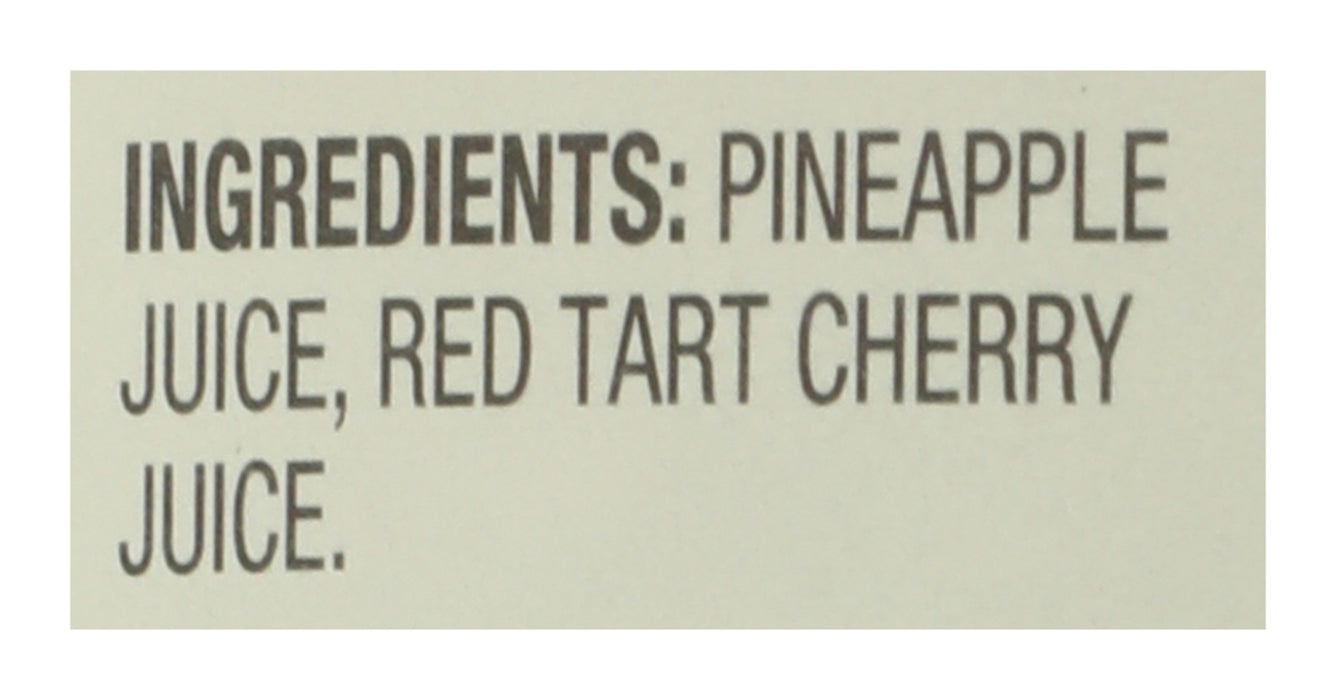 INGREDIENTS: PINEAPPLE
JUICE, RED TART CHERRY
JUICE.